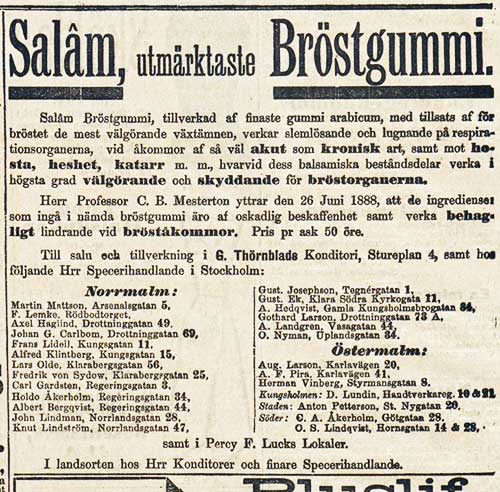 Salâm, utmärktaste Bröstgummi.
Salâm Bröstgummi, tillverkad af finaste gummi arabicum, med tillsats af för
bröstet de mest välgörande växtämnen, verkar slemlösande och lugnande på respira-
tionsorganerna, vid åkommor af så väl akut som kronisk art, samt mot ho-
sta, heshet, katarr m. m., hvarvid dess balsamiska beståndsdelar verka i
högsta grad välgörande och skyddande för bröstorganerna.
Herr Professor C. B. Mesterton yttrar den 26 Juni 1888, att de ingredienser
som ingå i nämda bröstgummi äro af oskadlig beskaffenhet samt verka behag-
ligt lindrande vid bröståkommor. Pris pr ask 50 öre.
Till salu och tillverkning i G. Thörnblads Konditori, Stureplan 4, samt hos
följande Hrr Specerihandlande i Stockholm:
Norrmalm:
Martin Mattson, Arsenalsgatan 5,
F. Lemke, Rödbodtorget,
Axel Haglind, Drottninggatan 49,
Johan G. Carlbom, Drottninggatan 69,
Frans Lidell, Kungsgatan 11,
Alfred Klintberg, Kungsgatan 15,
Lars Olde, Klarabergsgatan 56,
Fredrik von Sydow, Klarabergsgatan 25,
Carl Gardsten, Regeringsgatan 3,
Holdo Åkerholm, Regeringsgatan 34,
Albert Bergqvist, Regeringsgatan 44,
John Lindman, Norrlandsgatan 28,
Knut Lindström, Norrlandsgatan 47,
Gust. Josephson, Tegnérgatan 1,
Gust. Ek, Klara Södra Kyrkogata 11,
A. Hedqvist, Gamla Kungsholmsbrogatan 34,
Gothard Larson, Drottninggatan 73 A,
A. Landgren, Vasagatan 44,
O. Nyman, Uplandsgatan 34.
Östermalm:
Aug. Larson, Karlavägen 20,
A. F. Pira, Karlavägen 41,
Herman Vinberg, Styrmansgatan 8.
Kungsholmen: D. Lundin, Handtverkareg. 10 & 21
Staden: Anton Petterson, St. Nygatan 20,
Söder: C. A. Åkerholm, Götgatan 29,
O. S. Lindqvist, Hornsgatan 14 & 28,
samt i Percy F. Lucks Lokaler.
I landsorten hos Hrr Konditorer och finare Specerihandlande.